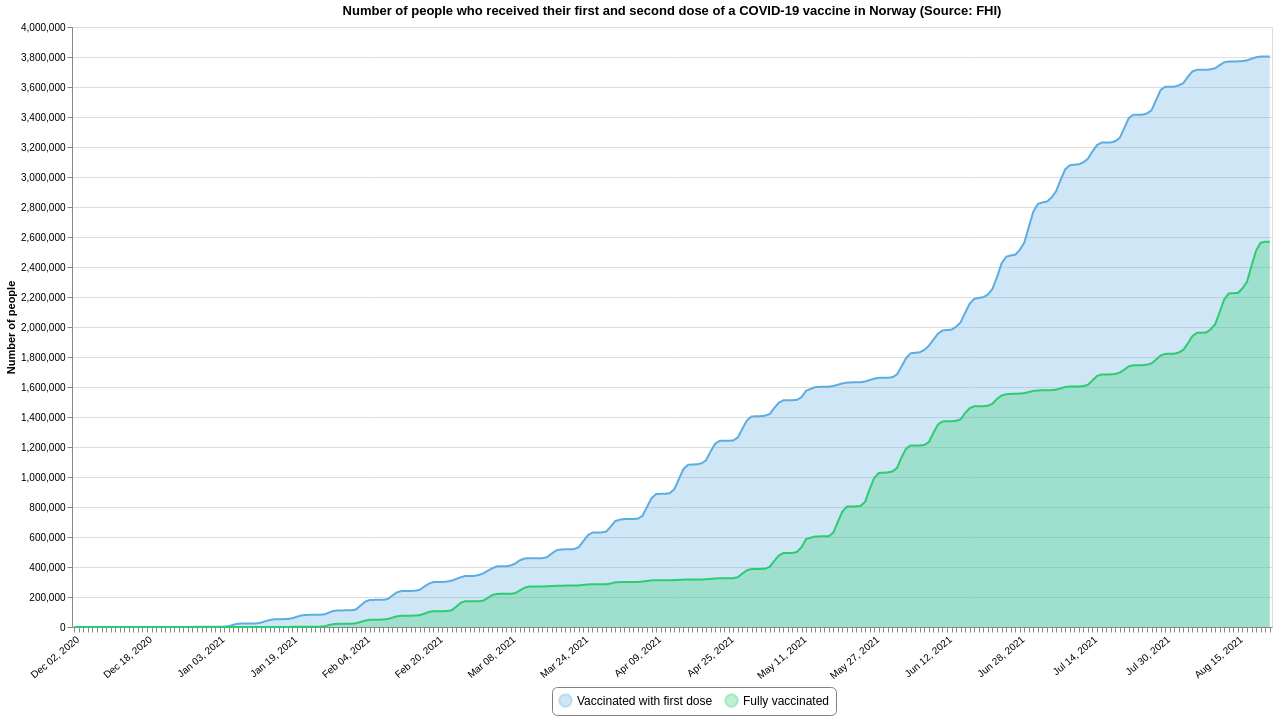 Number of people who received their first and second dose of a COVID-19 vaccine in Norway (Source: FHI)
Number of people
4,000,000
3,800,000
3,600,000
3,400,000
3,200,000
3,000,000
2,800,000
2,600,000
2,400,000
2,200,000
2,000,000
1,800,000
1,600,000
1,400,000
1,200,000
1,000,000
800,000
600,000
400,000
200,000
0
Dec 02, 2020
Dec 18, 2020
Jan 03, 2021
Jan 19, 2021
Feb 04, 2021
Feb 20, 2021
Mar 08, 2021
Mar 24, 2021
Apr 09, 2021
Apr 25, 2021
May 11, 2021
May 27, 2021
Jun 12, 2021
Jun 28, 2021
Jul 14, 2021
Jul 30, 2021
Aug 15, 2021
Vaccinated with first dose
Fully vaccinated